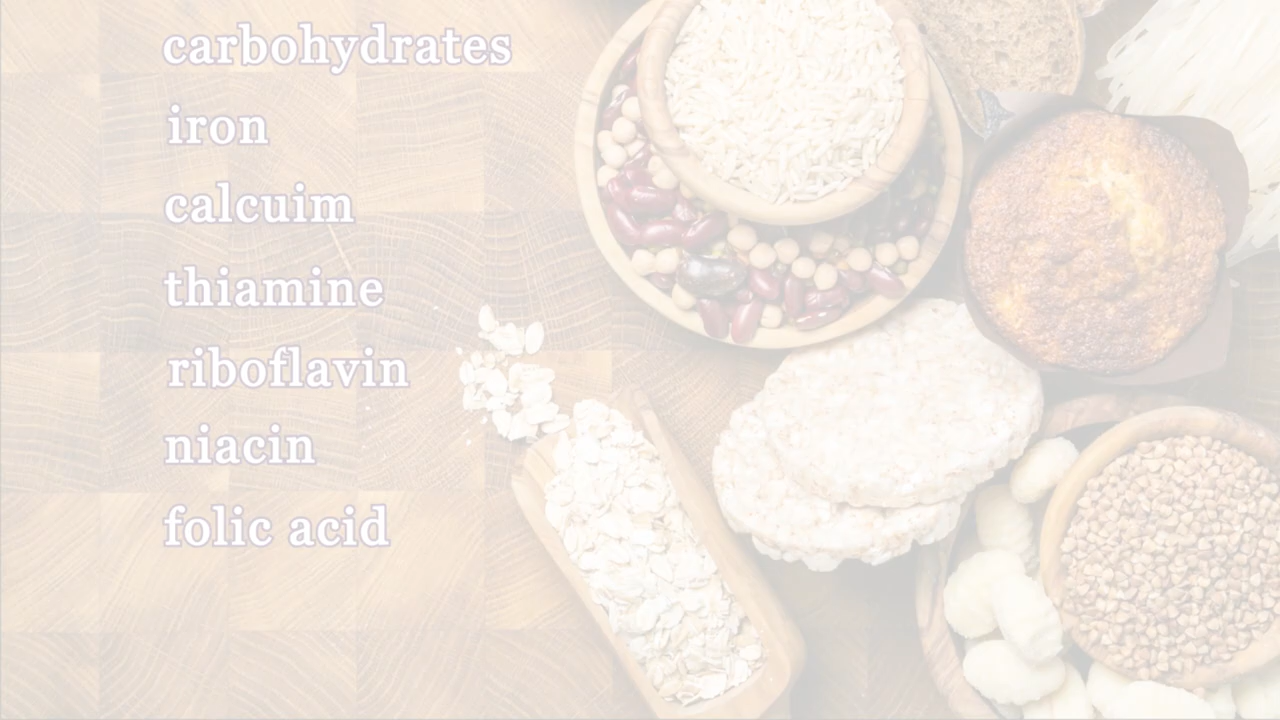 carbohydrates
iron
calcuim
thiamine
riboflavin
niacin
folic acid